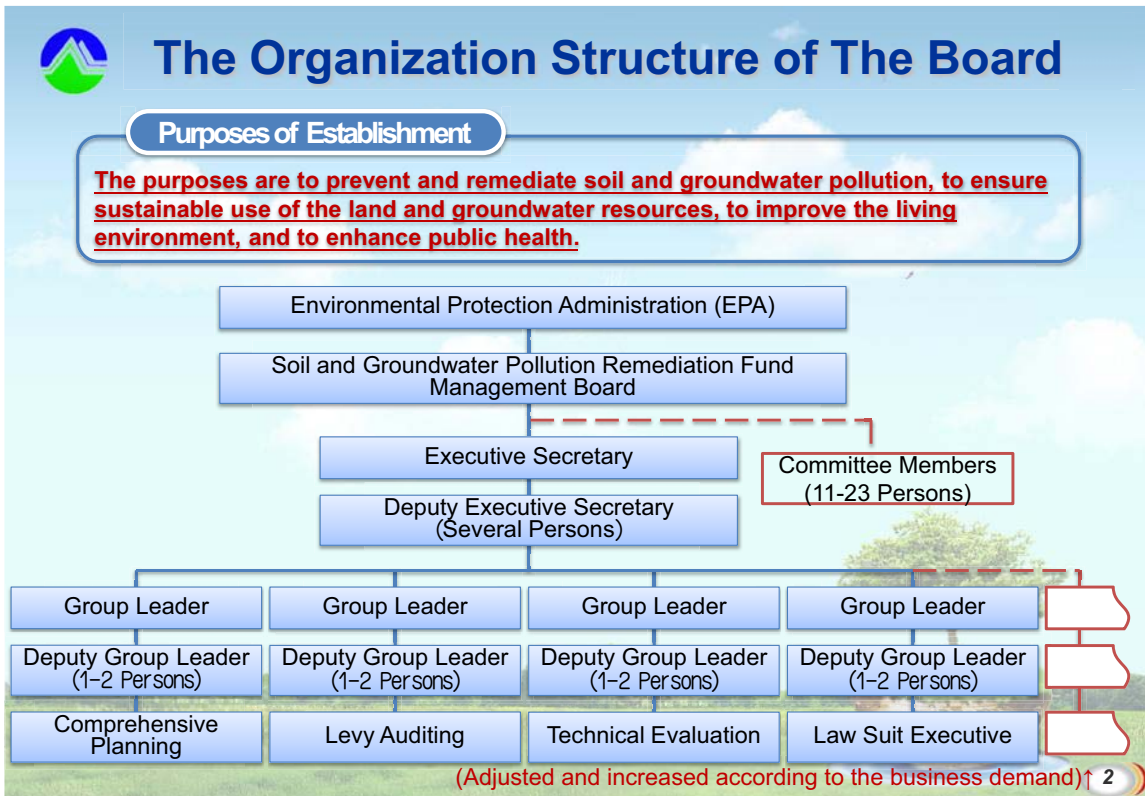 The Organization Structure of The Board
Purposes of Establishment
The purposes are to prevent and remediate soil and groundwater pollution, to ensure
sustainable use of the land and groundwater resources, to improve the living
environment, and to enhance public health.
Environmental Protection Administration (EPA)
Soil and Groundwater Pollution Remediation Fund
Management Board
Executive Secretary
Committee Members
(11-23 Persons)
Deputy Executive Secretary
(Several Persons)
Group Leader
Group Leader
Group Leader
Group Leader
Deputy Group Leader
(1-2 Persons)
Deputy Group Leader
(1-2 Persons)
Deputy Group Leader
(1-2 Persons)
Deputy Group Leader
(1-2 Persons)
Comprehensive
Planning
Levy Auditing
Technical Evaluation
Law Suit Executive
(Adjusted and increased according to the business demand)↑
2